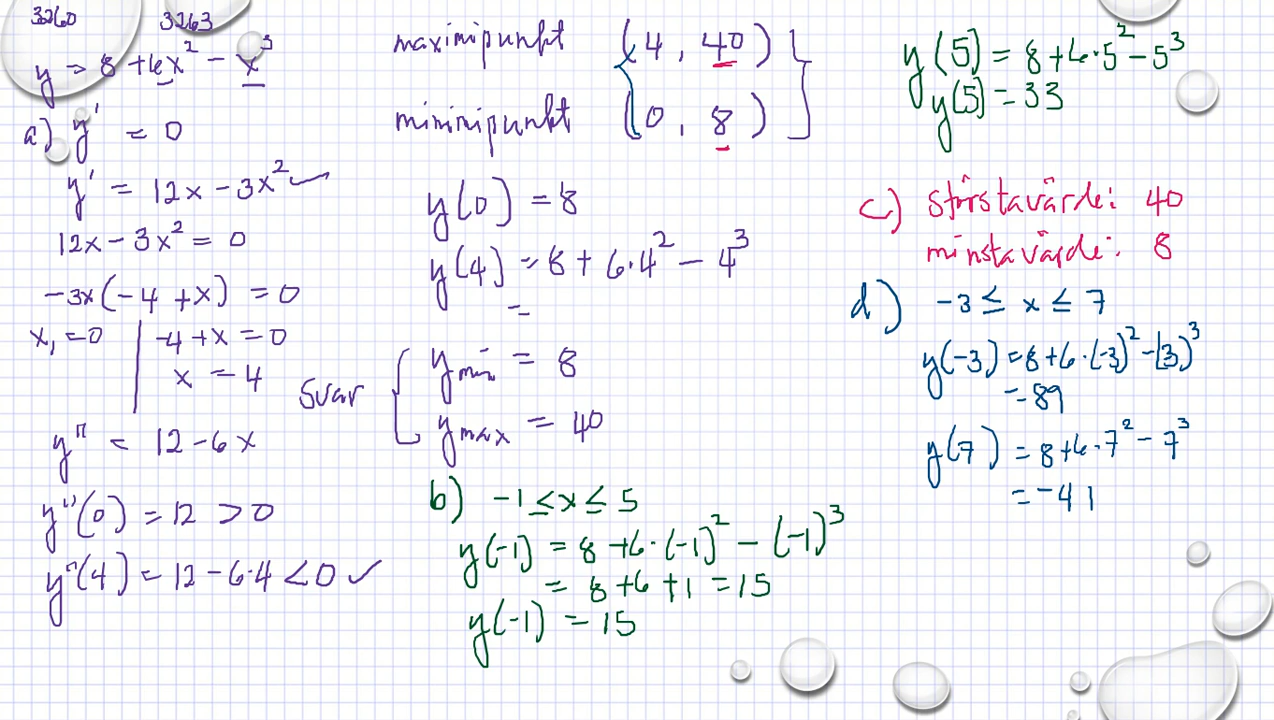 3260 3263
y = 8 + 6x² - x³
a) y' = 0
y' = 12x - 3x² ✓
12x - 3x² = 0
-3x(-4 + x) = 0
x₁ = 0 | -4 + x = 0
x = 4
y'' = 12 - 6x
y''(0) = 12 > 0
y''(4) = 12 - 6·4 < 0 ✓
maximipunkt (4, 40)
minimipunkt (0, 8)
y(0) = 8
y(4) = 8 + 6·4² - 4³
=
Svar { y min = 8
y max = 40
b) -1 ≤ x ≤ 5
y(-1) = 8 + 6·(-1)² - (-1)³
= 8 + 6 + 1 = 15
y(-1) = 15
y(5) = 8 + 6·5² - 5³
y(5) = 33
c) största värde: 40
minsta värde: 8
d) -3 ≤ x ≤ 7
y(-3) = 8 + 6·(-3)² - (-3)³
= 89
y(7) = 8 + 6·7² - 7³
= -41